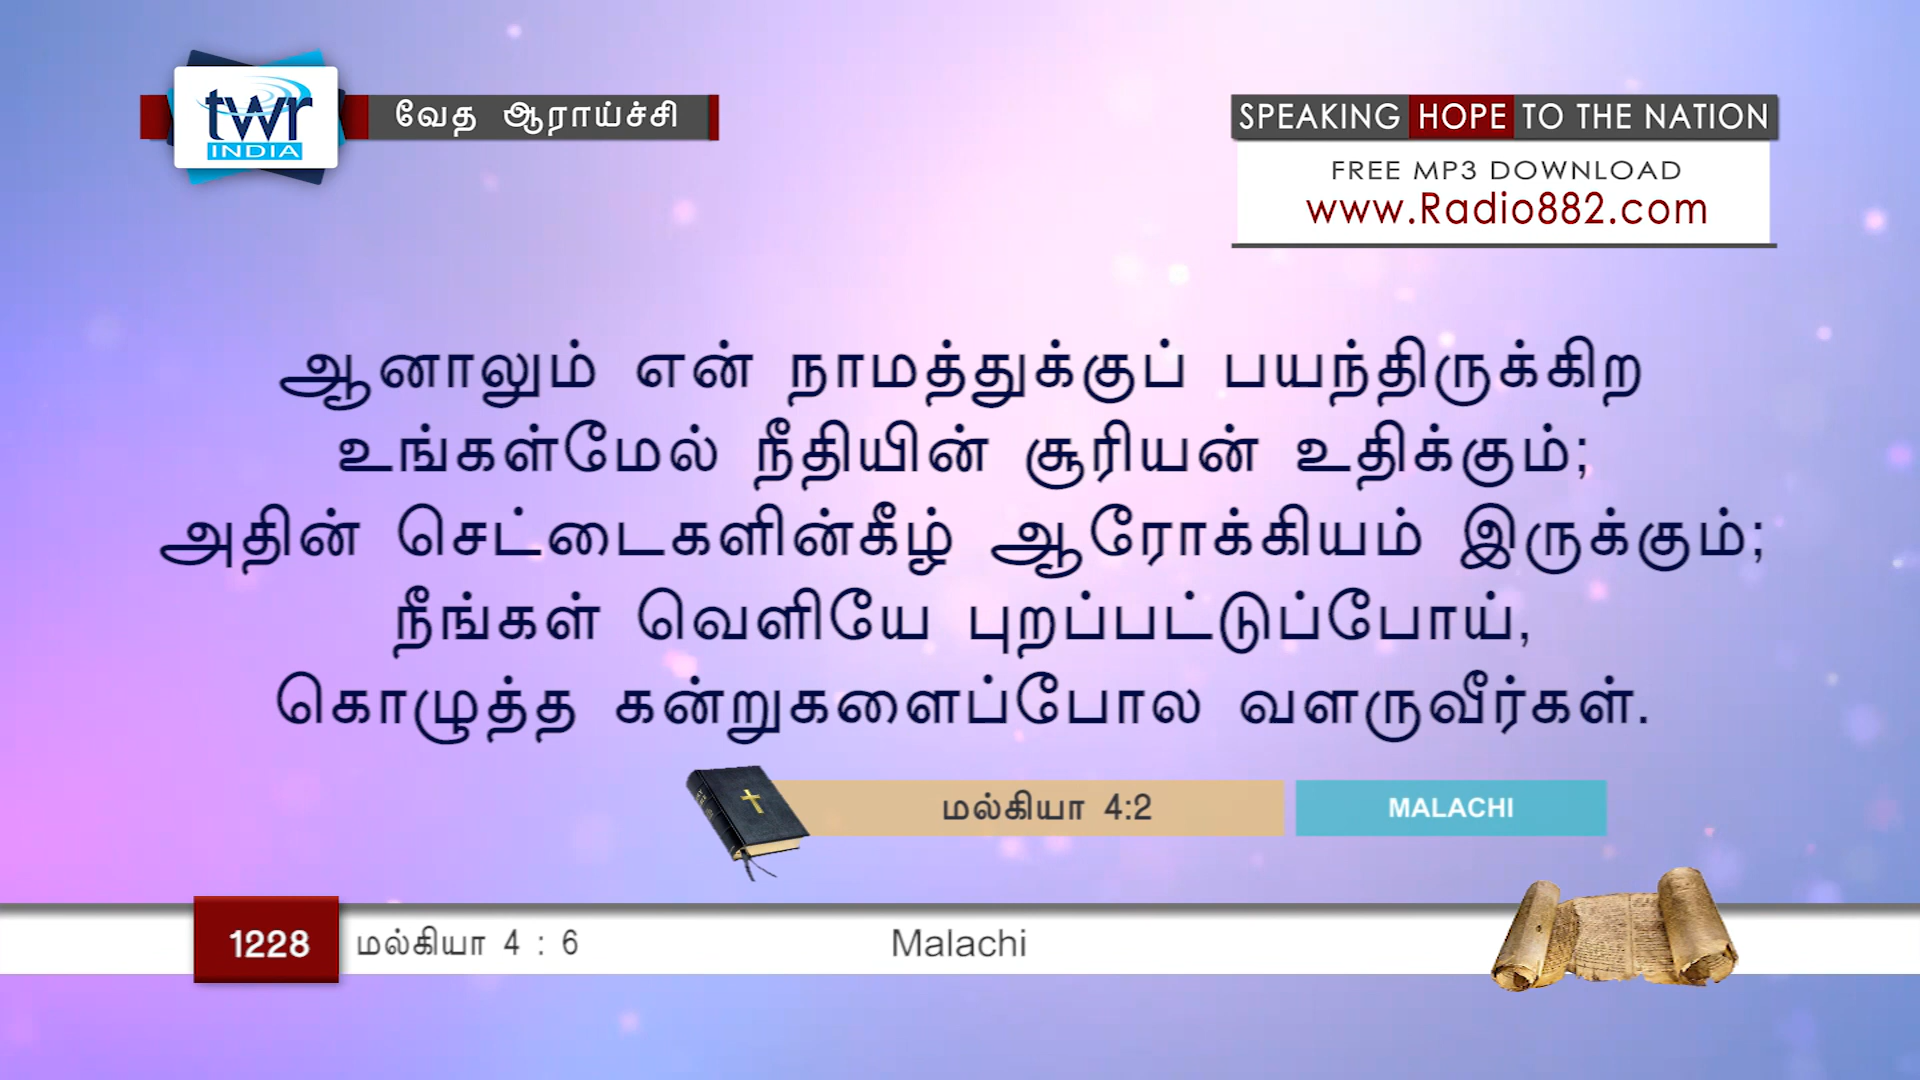 twr
INDIA
வேத ஆராய்ச்சி
SPEAKING HOPE TO THE NATION
FREE MP3 DOWNLOAD
www.Radio882.com
ஆனாலும் என் நாமத்துக்குப் பயந்திருக்கிற
உங்கள்மேல் நீதியின் சூரியன் உதிக்கும்;
அதின் செட்டைகளின்கீழ் ஆரோக்கியம் இருக்கும்;
நீங்கள் வெளியே புறப்பட்டுப்போய்,
கொழுத்த கன்றுகளைப்போல வளருவீர்கள்.
மல்கியா 4:2
MALACHI
1228
மல்கியா 4 : 6
Malachi